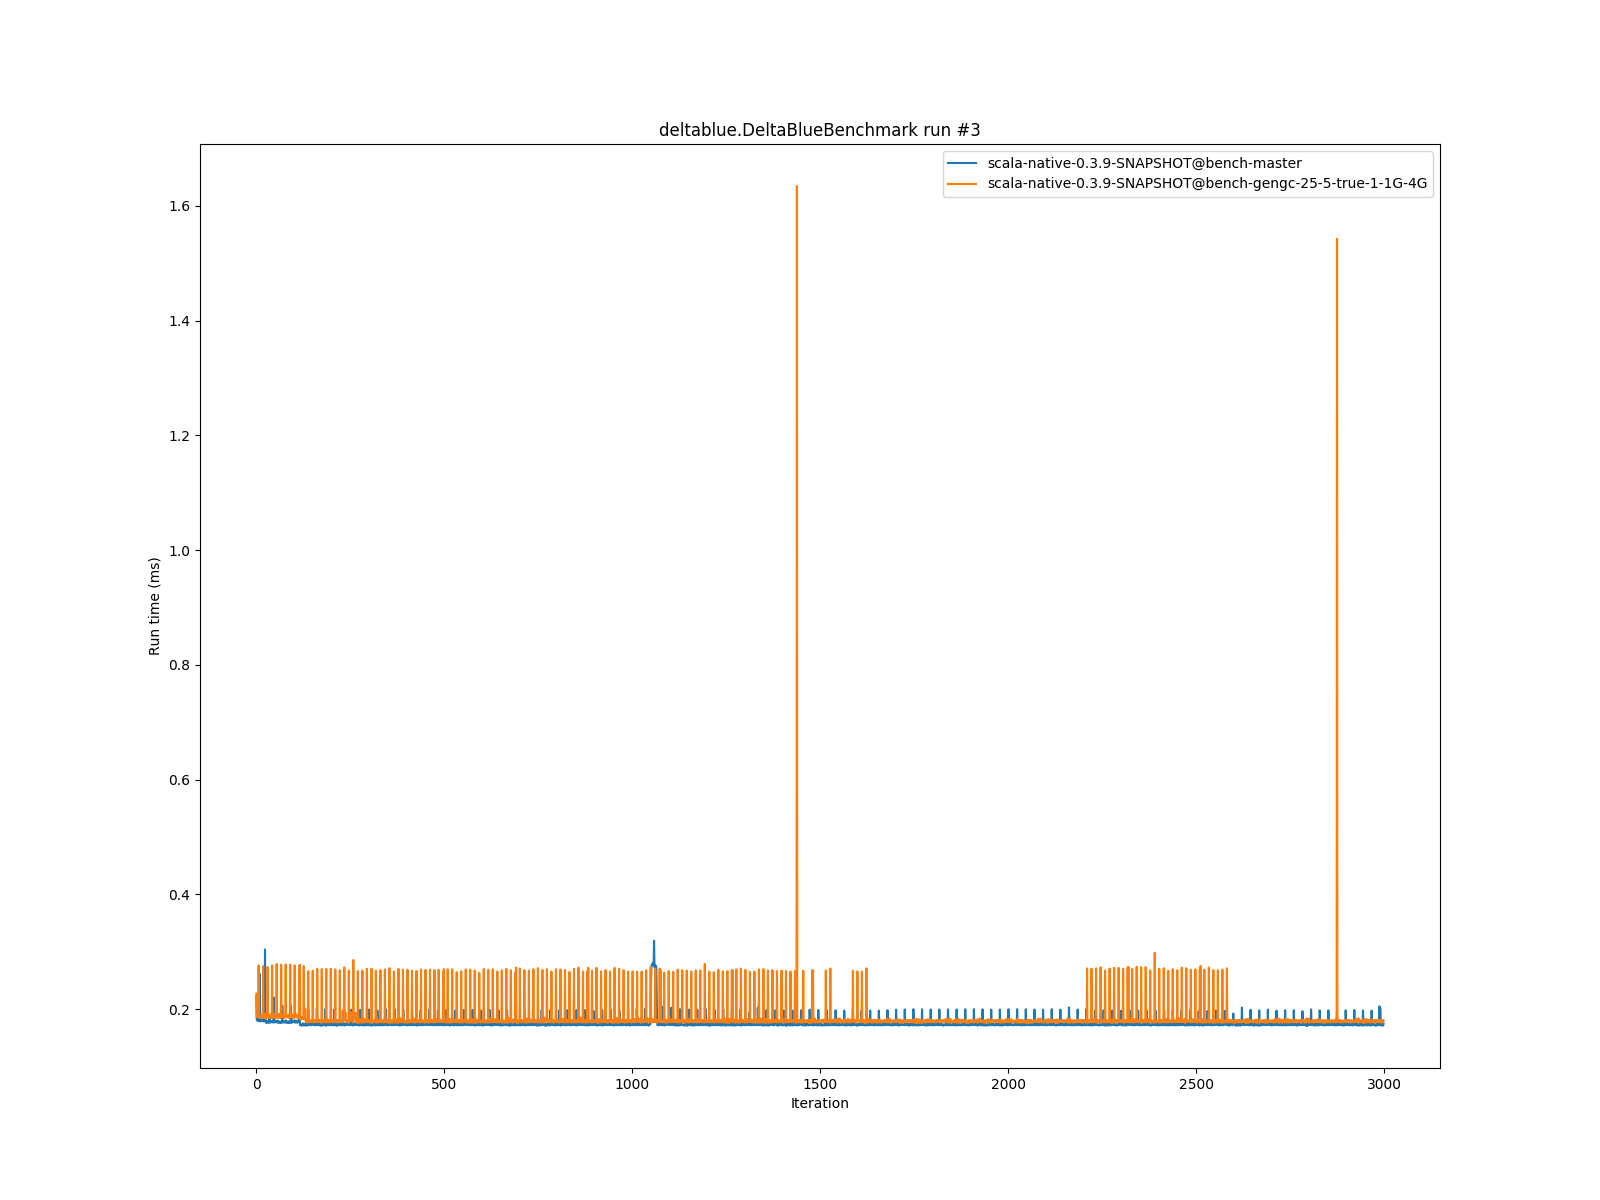 deltablue.DeltaBlueBenchmark run #3
scala-native-0.3.9-SNAPSHOT@bench-master
scala-native-0.3.9-SNAPSHOT@bench-gengc-25-5-true-1-1G-4G
1.6
1.4
1.2
1.0
0.8
0.6
0.4
0.2
Run time (ms)
0 500 1000 1500 2000 2500 3000
Iteration